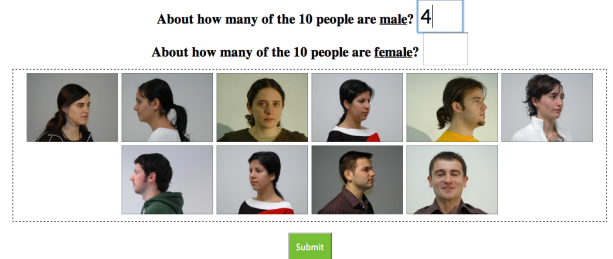 About how many of the 10 people are male? 4
About how many of the 10 people are female?
Submit